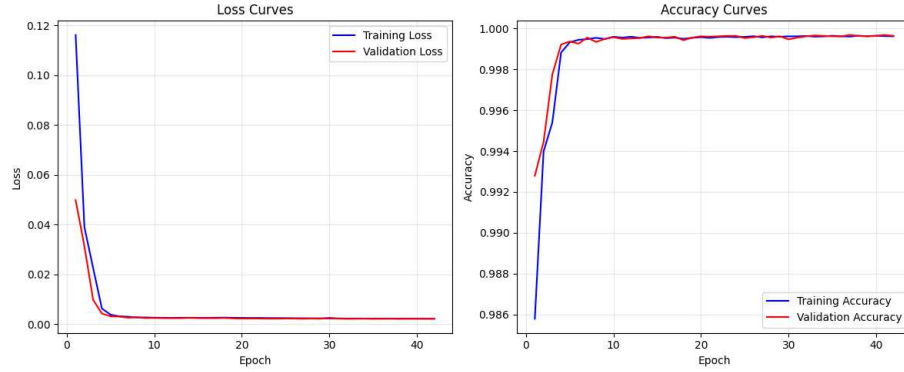 Loss Curves
0.12
0.10
0.08
0.06
0.04
0.02
0.00
Loss
Training Loss
Validation Loss
0
10
20
30
40
Epoch
Accuracy Curves
1.000
0.998
0.996
0.994
0.992
0.990
0.988
0.986
Accuracy
Training Accuracy
Validation Accuracy
0
10
20
30
40
Epoch